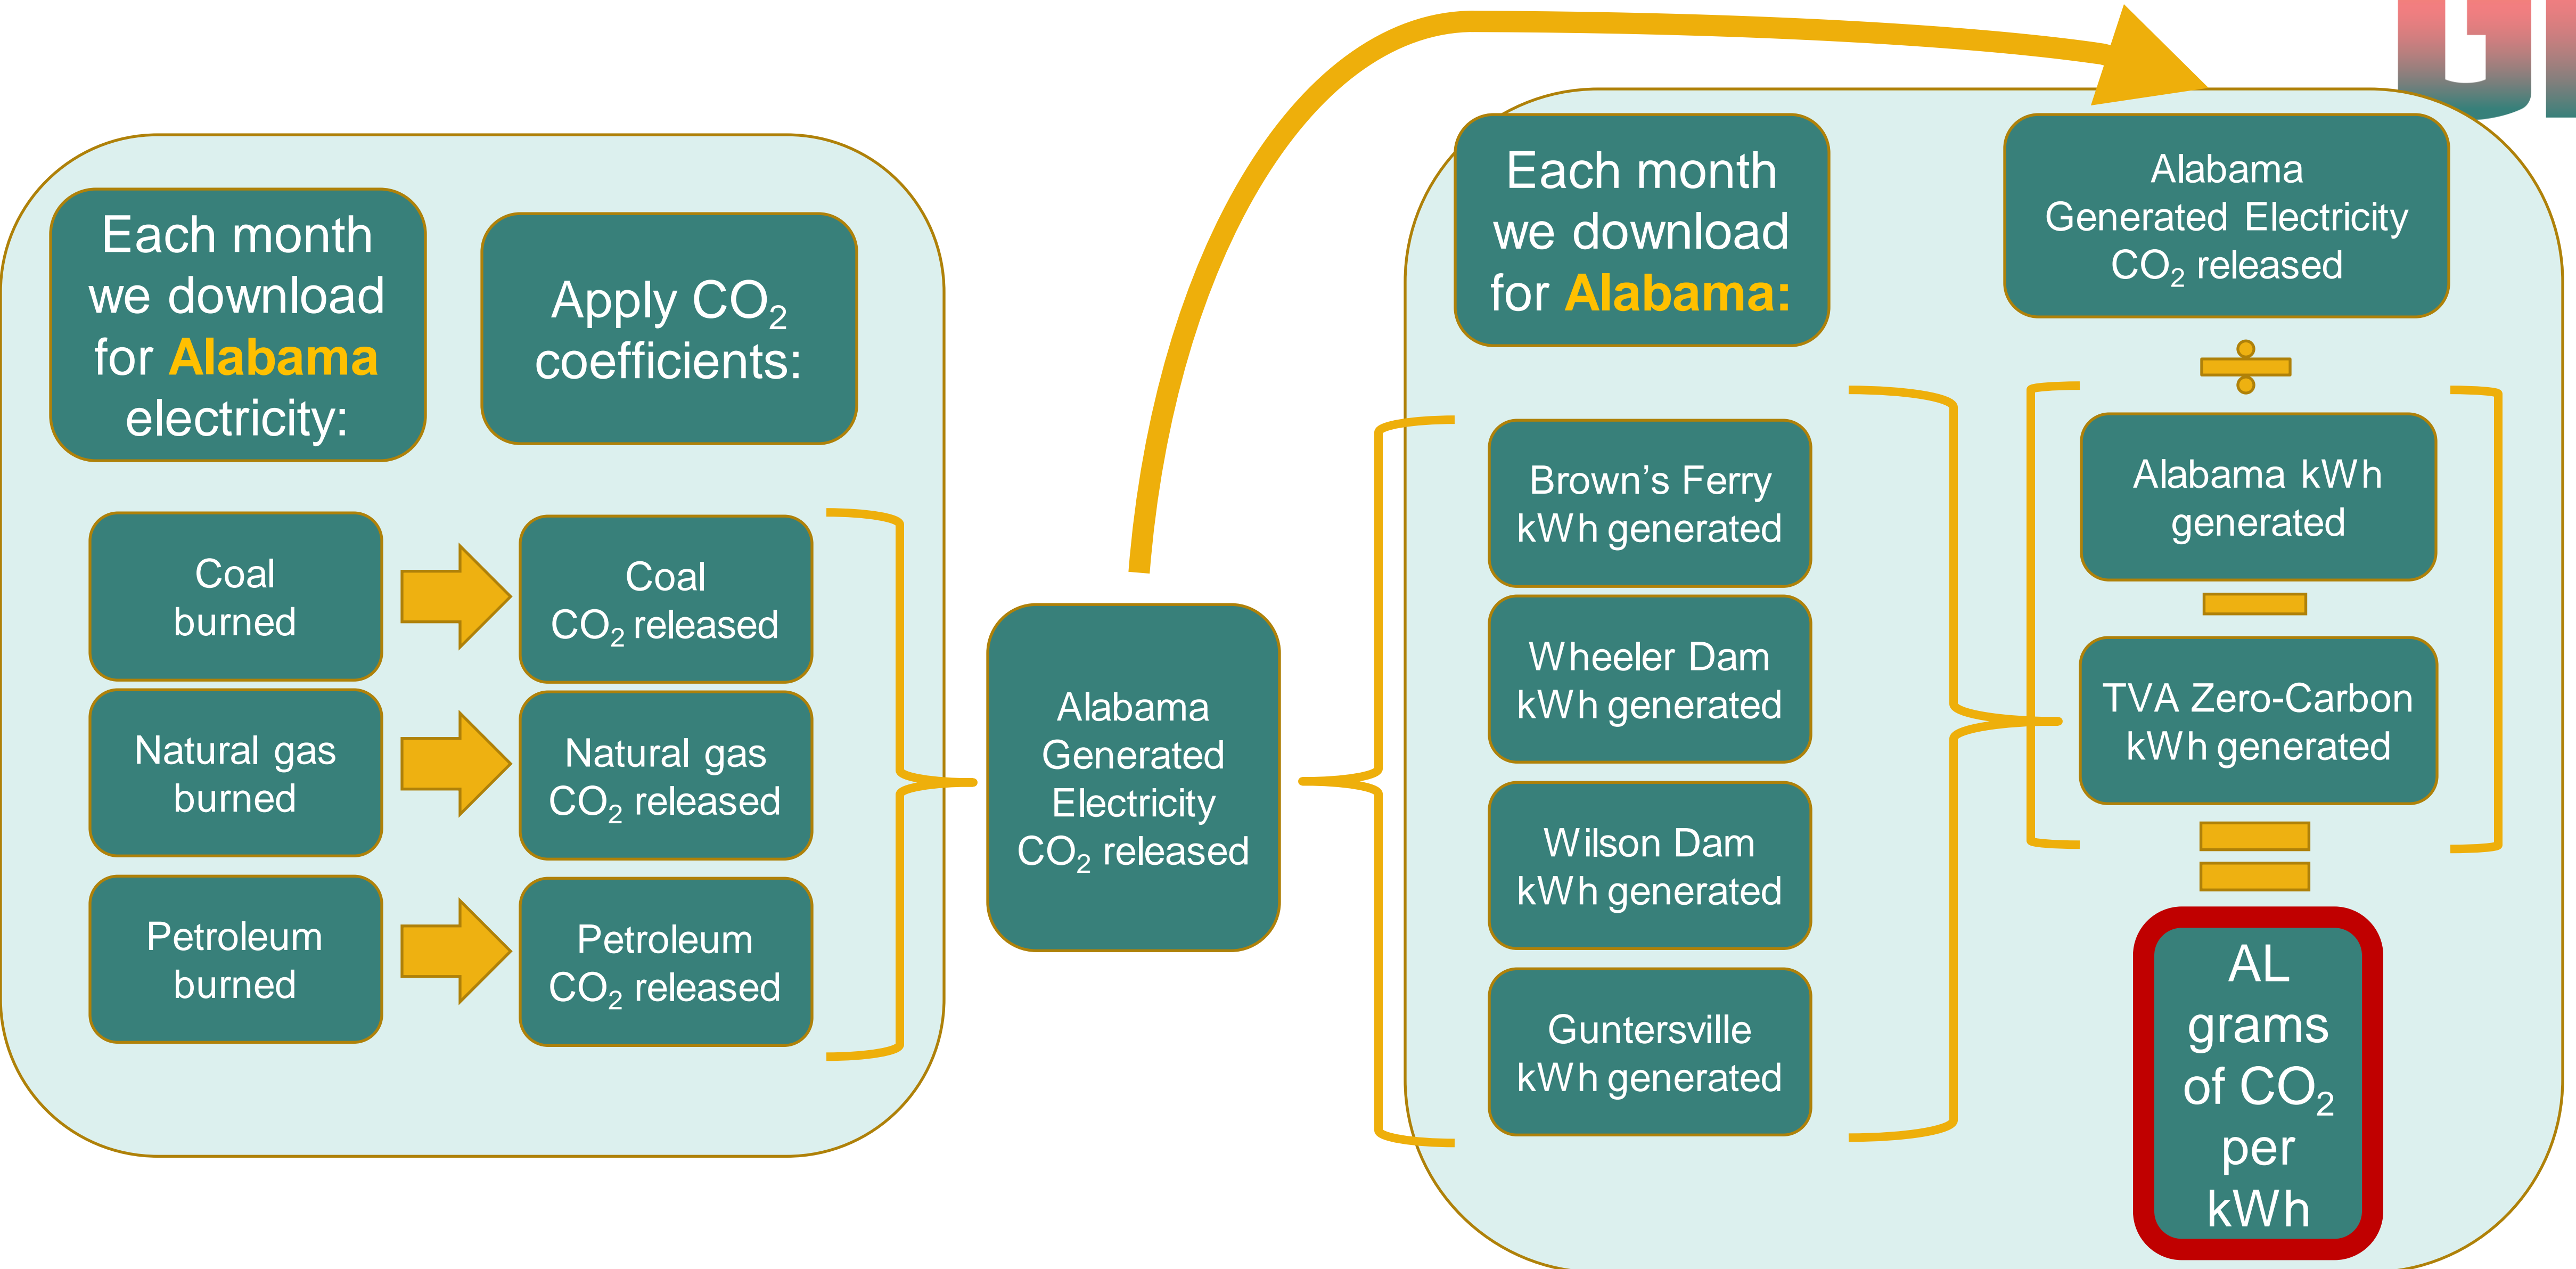 Each month
we download
for Alabama
electricity:
Apply CO₂
coefficients:
Coal
burned
Coal
CO₂ released
Natural gas
burned
Natural gas
CO₂ released
Petroleum
burned
Petroleum
CO₂ released
Alabama
Generated
Electricity
CO₂ released
Each month
we download
for Alabama:
Brown’s Ferry
kWh generated
Wheeler Dam
kWh generated
Wilson Dam
kWh generated
Guntersville
kWh generated
Alabama
Generated Electricity
CO₂ released
÷
Alabama kWh
generated
TVA Zero-Carbon
kWh generated
=
AL
grams
of CO₂
per
kWh